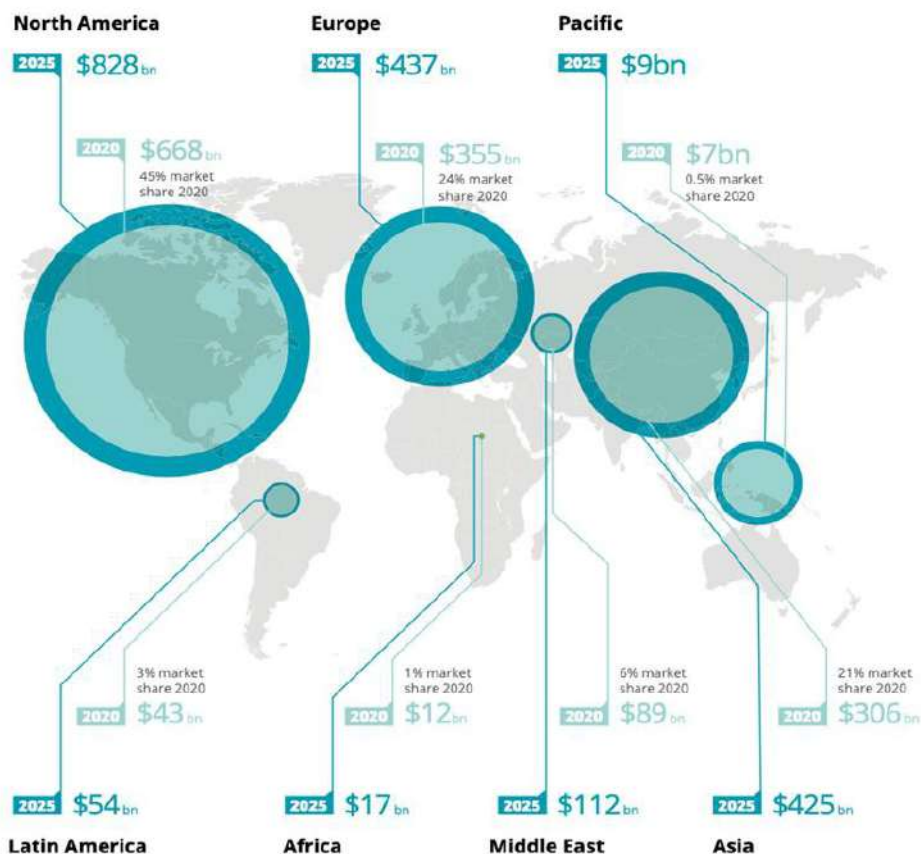 North America
Europe
Pacific
2025 $828bn
2025 $437bn
2025 $9bn
2020 $668bn
2020 $355bn
2020 $7bn
45% market
share 2020
24% market
share 2020
0.5% market
share 2020
3% market
share 2020
1% market
share 2020
6% market
share 2020
21% market
share 2020
2020 $43bn
2020 $12bn
2020 $89bn
2020 $306bn
2025 $54bn
2025 $17bn
2025 $112bn
2025 $425bn
Latin America
Africa
Middle East
Asia